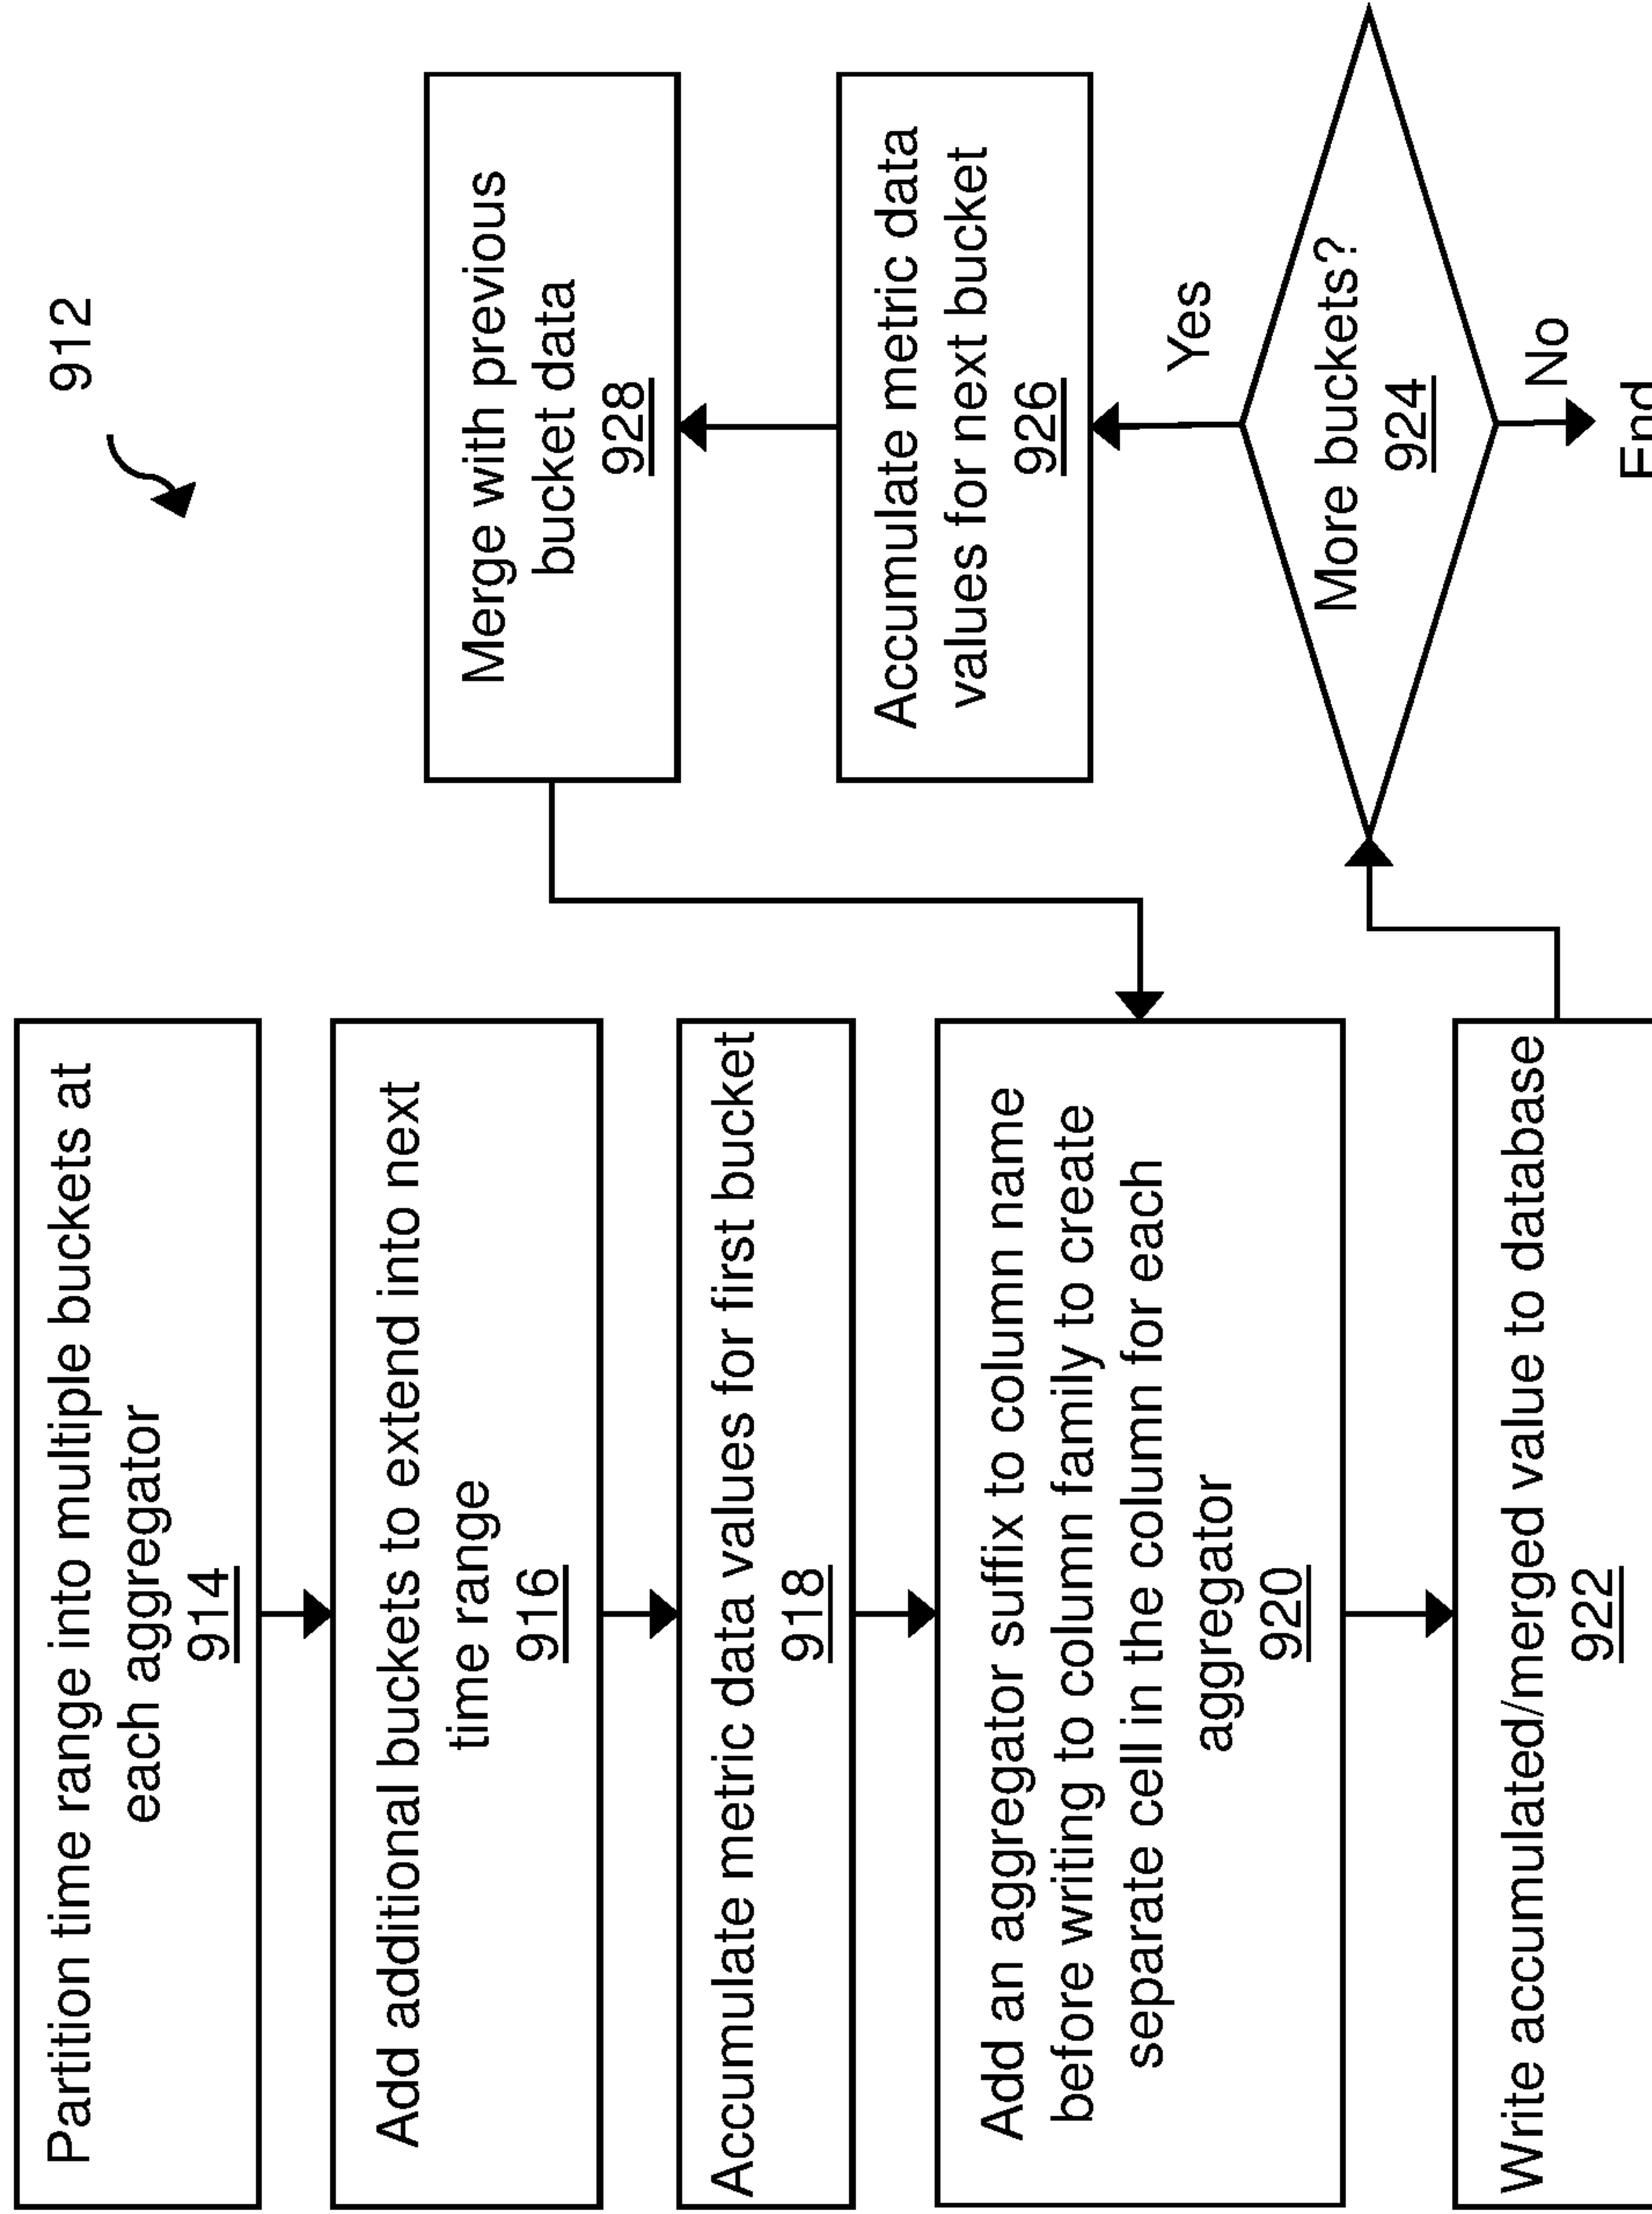 912
Partition time range into multiple buckets at
each aggregator
914
Add additional buckets to extend into next
time range
916
Accumulate metric data values for first bucket
918
Add an aggregator suffix to column name
before writing to column family to create
separate cell in the column for each
aggregator
920
Write accumulated/merged value to database
922
Merge with previous
bucket data
928
Accumulate metric data
values for next bucket
926
Yes
More buckets?
924
No
End